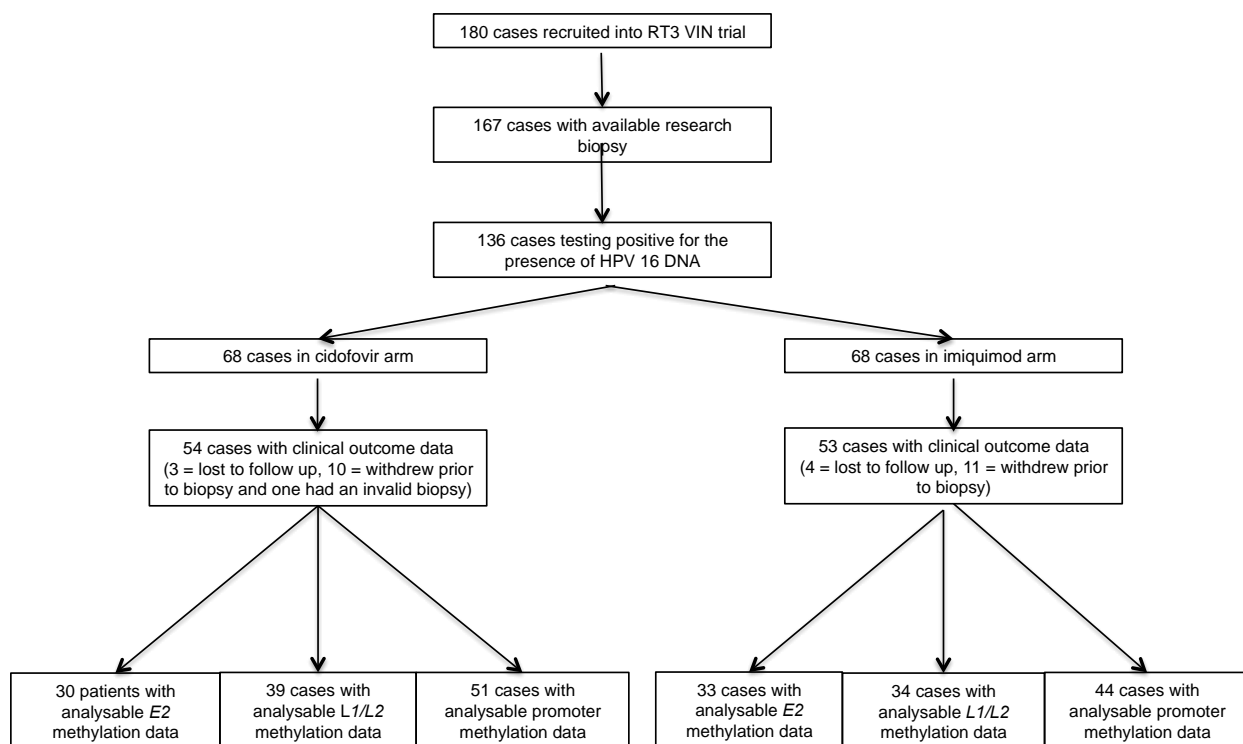 180 cases recruited into RT3 VIN trial
167 cases with available research
biopsy
136 cases testing positive for the
presence of HPV 16 DNA
68 cases in cidofovir arm
68 cases in imiquimod arm
54 cases with clinical outcome data
(3 = lost to follow up, 10 = withdrew prior
to biopsy and one had an invalid biopsy)
53 cases with clinical outcome data
(4 = lost to follow up, 11 = withdrew prior
to biopsy)
30 patients with
analysable E2
methylation data
39 cases with
analysable L1/L2
methylation data
51 cases with
analysable promoter
methylation data
33 cases with
analysable E2
methylation data
34 cases with
analysable L1/L2
methylation data
44 cases with
analysable promoter
methylation data